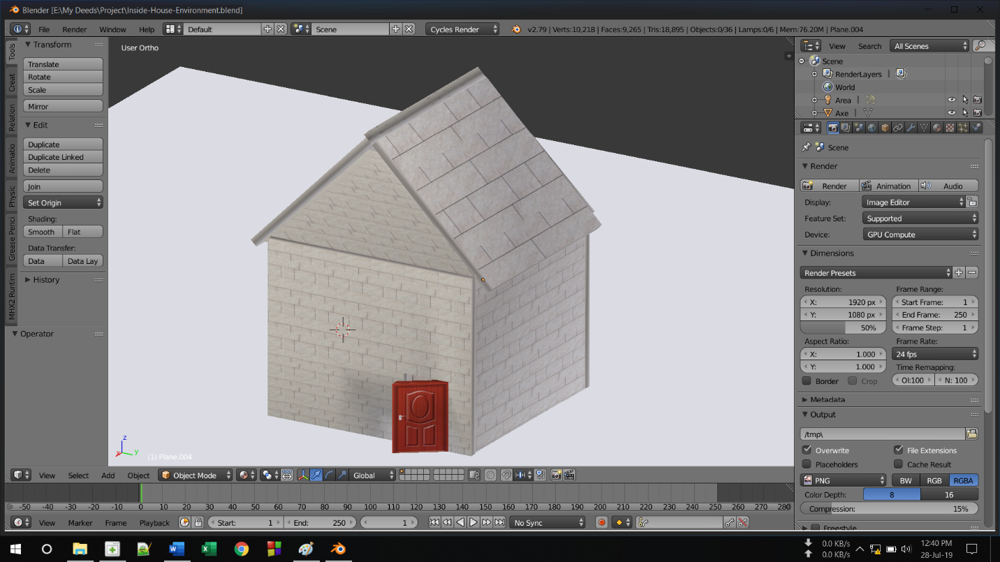 Blender [E:\My Deeds\Project\Inside-House-Environment.blend]
File Render Window Help Default Scene Cycles Render v2.79 | Verts:10,218 | Faces:9,265 | Tris:18,895 | Objects:0/36 | Lamps:0/6 | Mem:76.20M | Plane.004
Tools
Creat
Relation
Animatio
Physic
Grease Penci
MHX2 Runtim
Transform
Translate
Rotate
Scale
Mirror
Edit
Duplicate
Duplicate Linked
Delete
Join
Set Origin
Shading:
Smooth Flat
Data Transfer:
Data Data Lay
History
Operator
User Ortho
z
x y
(1) Plane.004
View Search All Scenes
Scene
RenderLayers |
World
Area |
Axe |
Scene
Render
Render Animation Audio
Display: Image Editor
Feature Set: Supported
Device: GPU Compute
Dimensions
Render Presets
Resolution: Frame Range:
X: 1920 px Start Frame: 1
Y: 1080 px End Frame: 250
50% Frame Step: 1
Aspect Ratio: Frame Rate:
X: 1.000 24 fps
Y: 1.000 Time Remapping:
Border Crop Ol:100 N: 100
Metadata
Output
/tmp\
Overwrite File Extensions
Placeholders Cache Result
PNG BW RGB RGBA
Color Depth: 8 16
Compression: 15%
Freestyle
View Select Add Object Object Mode Global
-50 -40 -30 -20 -10 0 10 20 30 40 50 60 70 80 90 100 110 120 130 140 150 160 170 180 190 200 210 220 230 240 250 260 270 280
View Marker Frame Playback Start: 1 End: 250 1 No Sync
0.0 KB/s
0.0 KB/s
12:40 PM
28-Jul-19